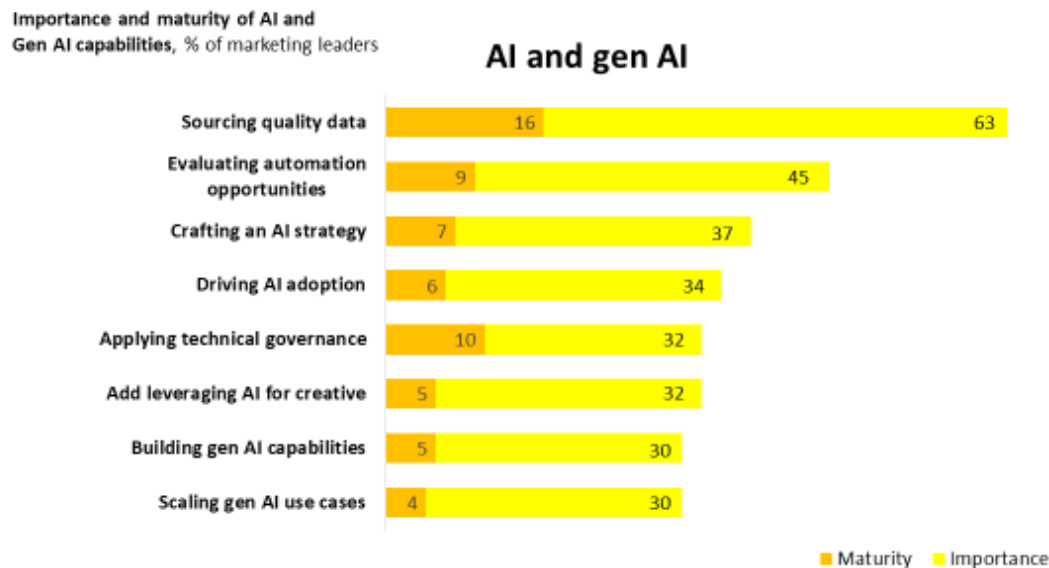 Importance and maturity of AI and
Gen AI capabilities, % of marketing leaders
AI and gen AI
Sourcing quality data 16 63
Evaluating automation
opportunities 9 45
Crafting an AI strategy 7 37
Driving AI adoption 6 34
Applying technical governance 10 32
Add leveraging AI for creative 5 32
Building gen AI capabilities 5 30
Scaling gen AI use cases 4 30
Maturity Importance